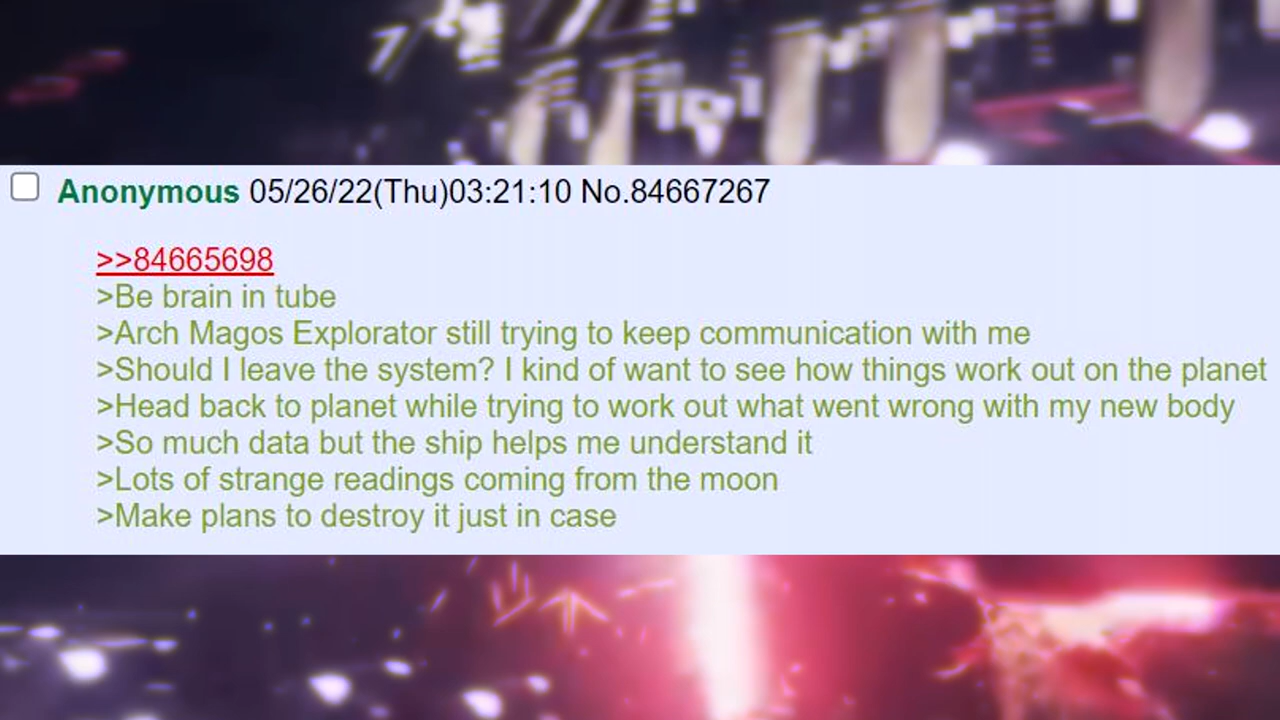 Anonymous 05/26/22(Thu)03:21:10 No.84667267
>>84665698
>Be brain in tube
>Arch Magos Explorator still trying to keep communication with me
>Should I leave the system? I kind of want to see how things work out on the planet
>Head back to planet while trying to work out what went wrong with my new body
>So much data but the ship helps me understand it
>Lots of strange readings coming from the moon
>Make plans to destroy it just in case